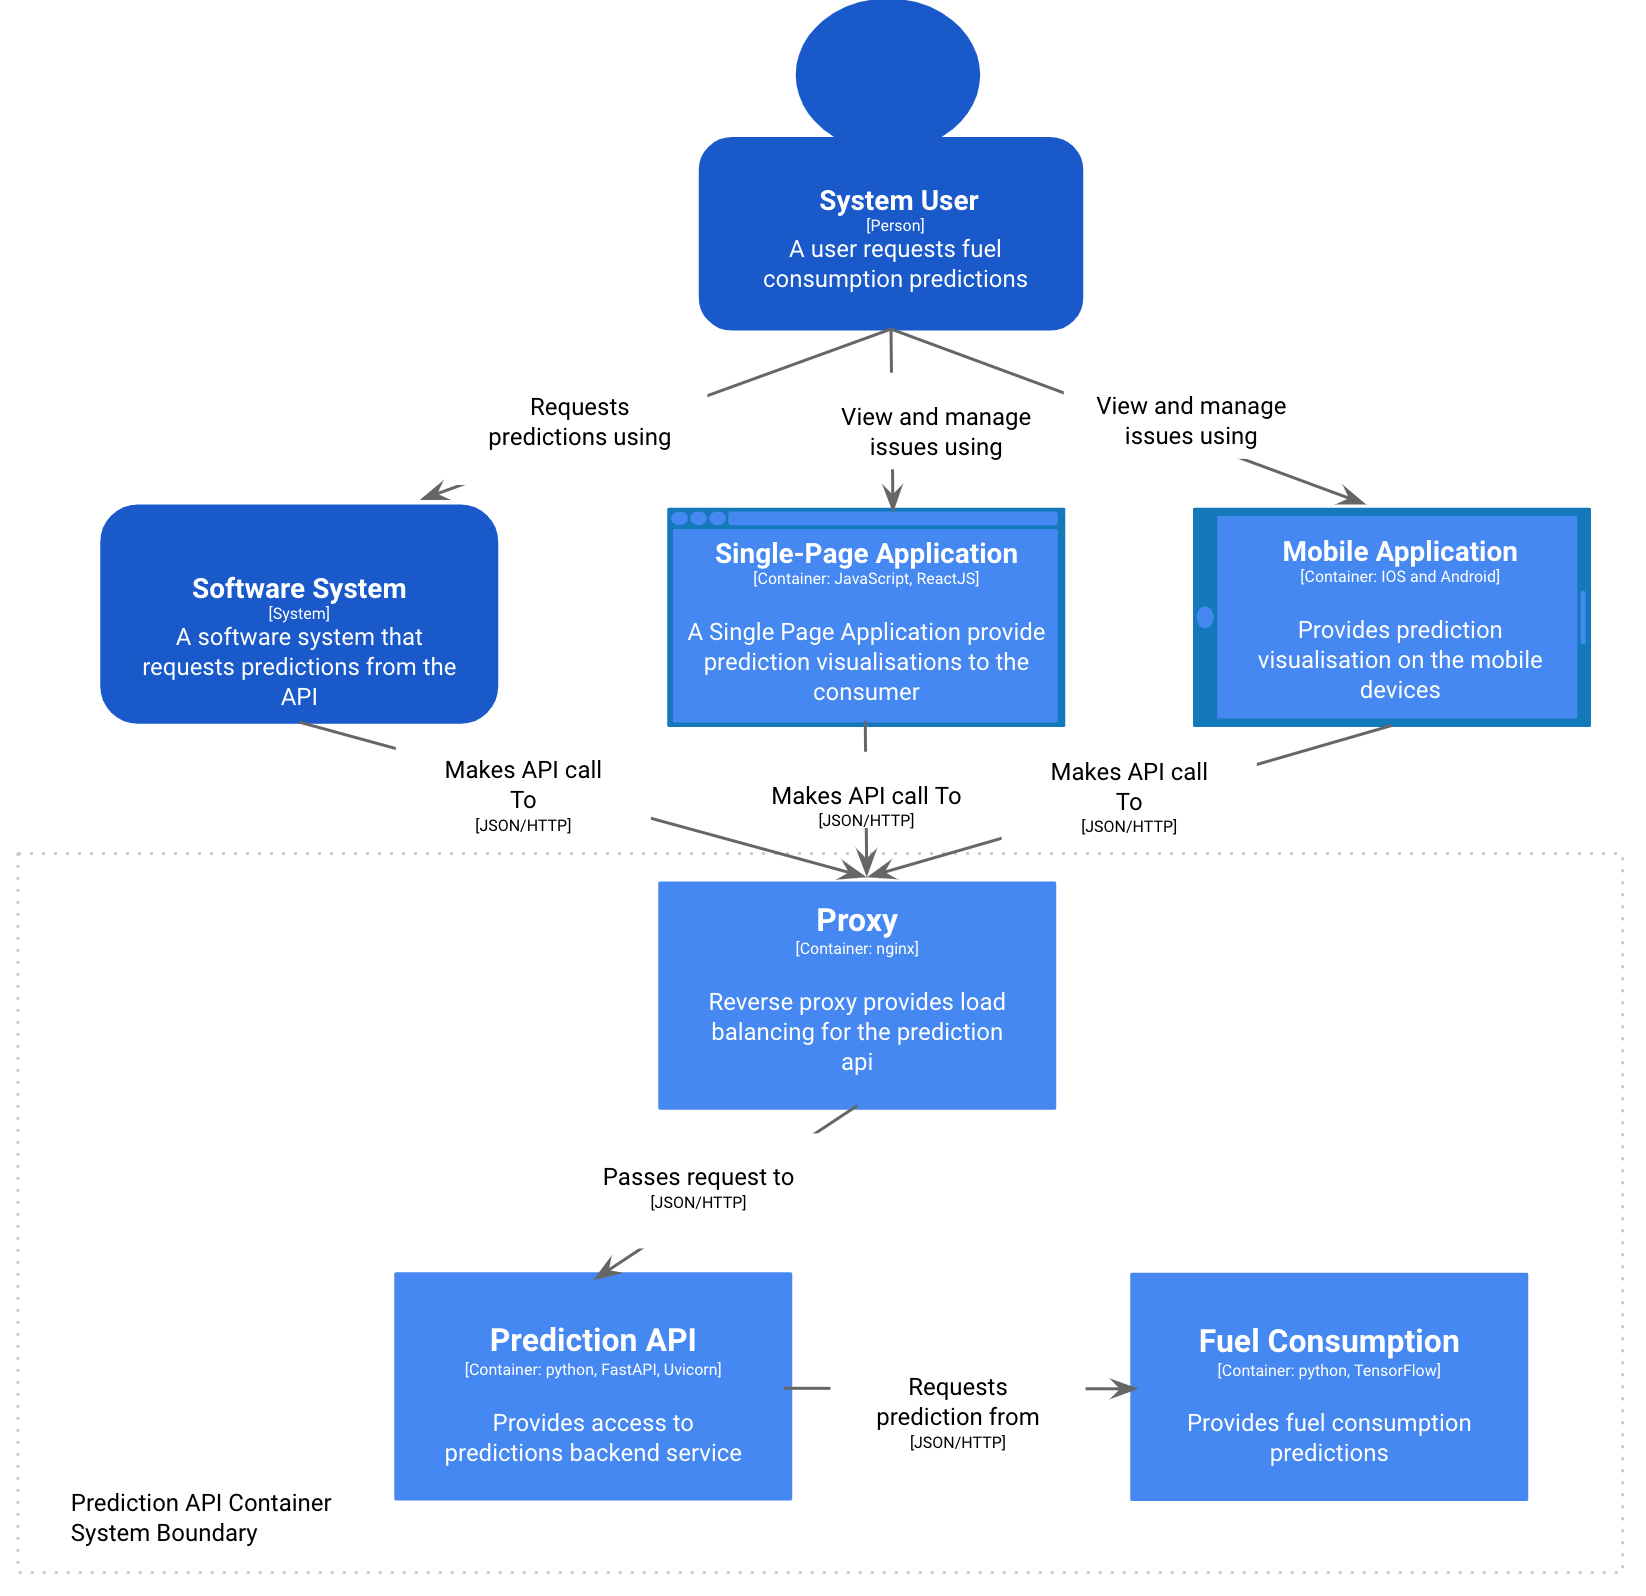 System User
[Person]
A user requests fuel
consumption predictions
Requests
predictions using
View and manage
issues using
View and manage
issues using
Software System
[System]
A software system that
requests predictions from the
API
Single-Page Application
[Container: JavaScript, ReactJS]
A Single Page Application provide
prediction visualisations to the
consumer
Mobile Application
[Container: IOS and Android]
Provides prediction
visualisation on the mobile
devices
Makes API call
To
[JSON/HTTP]
Makes API call To
[JSON/HTTP]
Makes API call
To
[JSON/HTTP]
Proxy
[Container: nginx]
Reverse proxy provides load
balancing for the prediction
api
Passes request to
[JSON/HTTP]
Prediction API
[Container: python, FastAPI, Uvicorn]
Provides access to
predictions backend service
Requests
prediction from
[JSON/HTTP]
Fuel Consumption
[Container: python, TensorFlow]
Provides fuel consumption
predictions
Prediction API Container
System Boundary